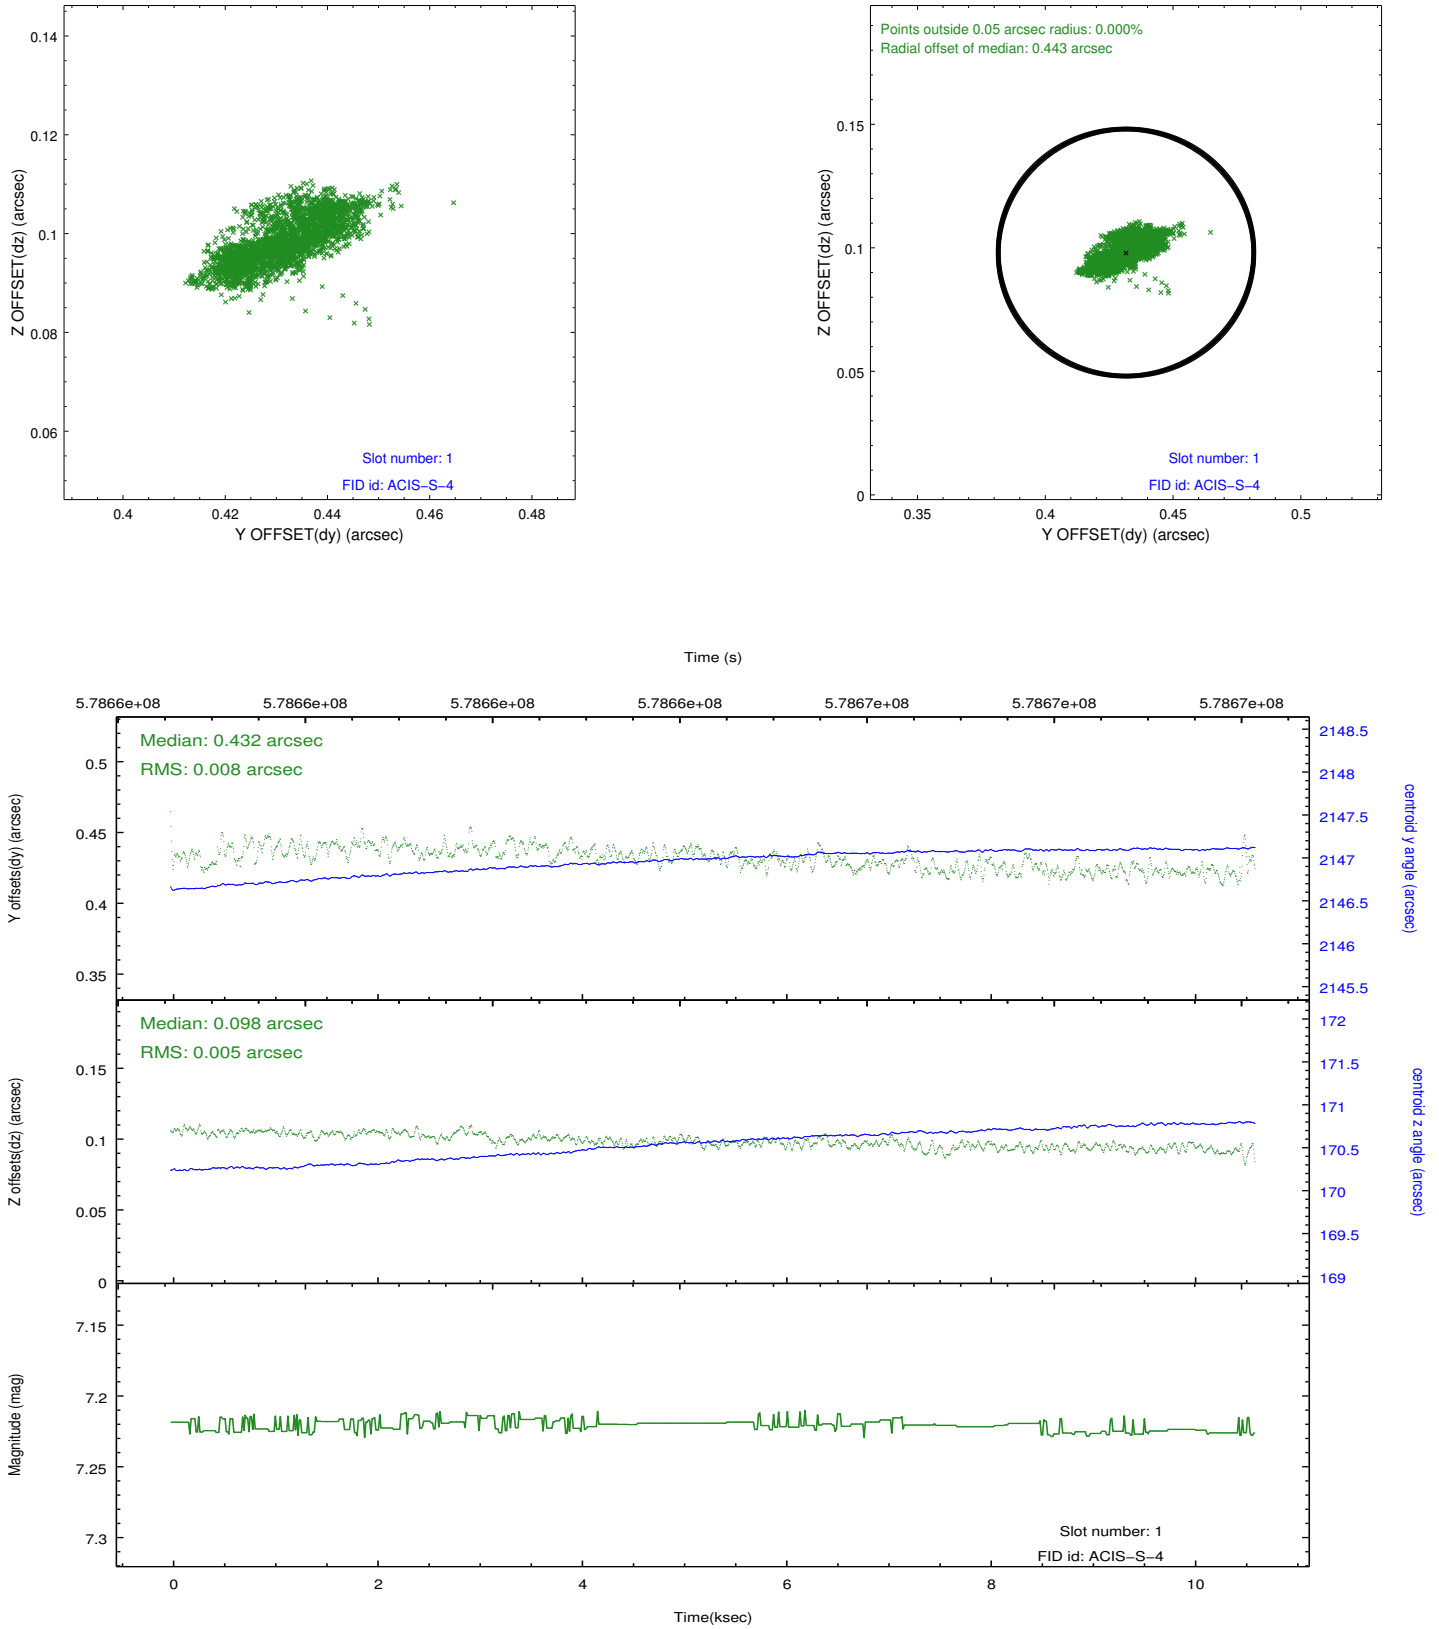 0.14
0.12
0.1
0.08
0.06
Z OFFSET(dz) (arcsec)
Slot number: 1
FID id: ACIS−S−4
0.4 0.42 0.44 0.46 0.48
Y OFFSET(dy) (arcsec)
Points outside 0.05 arcsec radius: 0.000%
Radial offset of median: 0.443 arcsec
0.15
0.1
0.05
0
Z OFFSET(dz) (arcsec)
Slot number: 1
FID id: ACIS−S−4
0.35 0.4 0.45 0.5
Y OFFSET(dy) (arcsec)
Time (s)
5.7866e+08 5.7866e+08 5.7866e+08 5.7866e+08 5.7867e+08 5.7867e+08 5.7867e+08
Median: 0.432 arcsec
RMS: 0.008 arcsec
0.5
0.45
0.4
0.35
Y offsets(dy) (arcsec)
2148.5
2148
2147.5
2147
2146.5
2146
2145.5
centroid y angle (arcsec)
Median: 0.098 arcsec
RMS: 0.005 arcsec
0.15
0.1
0.05
0
Z offsets(dz) (arcsec)
172
171.5
171
170.5
170
169.5
169
centroid z angle (arcsec)
7.15
7.2
7.25
7.3
Magnitude (mag)
Slot number: 1
FID id: ACIS−S−4
0 2 4 6 8 10
Time(ksec)